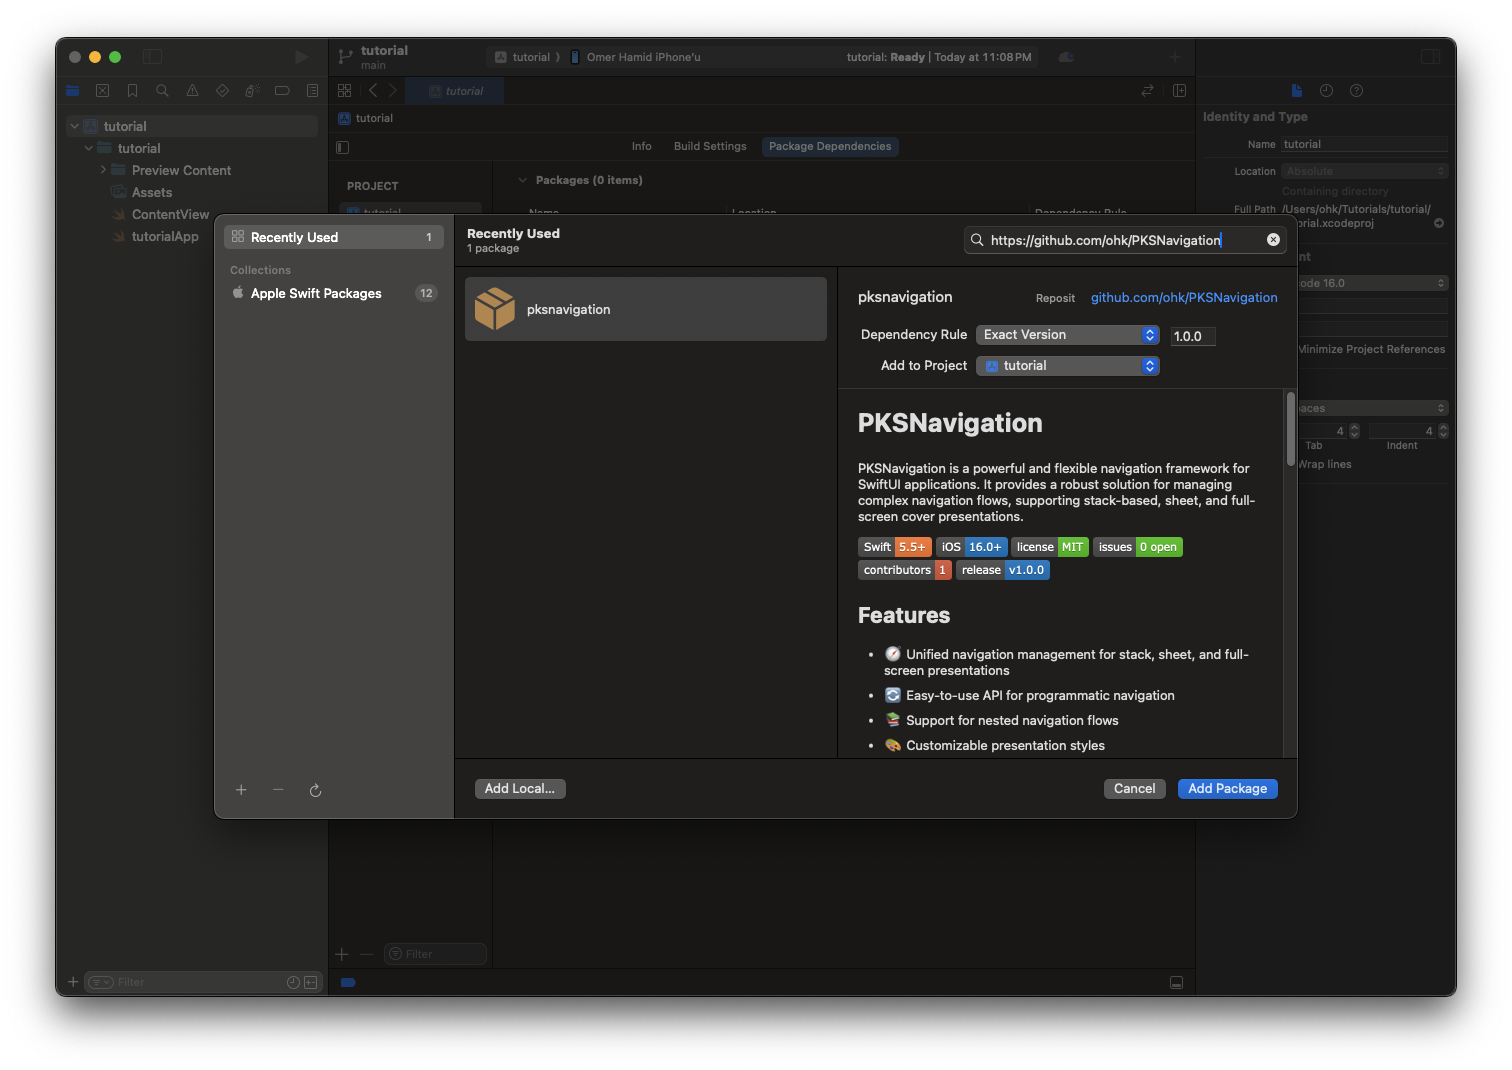 tutorial
main
tutorial
Omer Hamid iPhone'u
tutorial: Ready | Today at 11:08 PM
tutorial
tutorial
tutorial
tutorial
Preview Content
Assets
ContentView
tutorialApp
Filter
Info
Build Settings
Package Dependencies
PROJECT
tutorial
Packages (0 items)
Name
Location
Dependency Rule
Filter
Recently Used
1
Collections
Apple Swift Packages
12
Recently Used
1 package
https://github.com/ohk/PKSNavigation
pksnavigation
pksnavigation
Reposit
github.com/ohk/PKSNavigation
Dependency Rule
Exact Version
1.0.0
Add to Project
tutorial
PKSNavigation
PKSNavigation is a powerful and flexible navigation framework for
SwiftUI applications. It provides a robust solution for managing
complex navigation flows, supporting stack-based, sheet, and full-
screen cover presentations.
Swift 5.5+
iOS 16.0+
license MIT
issues 0 open
contributors 1
release v1.0.0
Features
• 🧭 Unified navigation management for stack, sheet, and full-
screen presentations
• 🔄 Easy-to-use API for programmatic navigation
• 📚 Support for nested navigation flows
• 🎨 Customizable presentation styles
Add Local...
Cancel
Add Package
Identity and Type
Name
tutorial
Location
Absolute
Containing directory
Full Path
/Users/ohk/Tutorials/tutorial/
orial.xcodeproj
nt
ode 16.0
Minimize Project References
paces
4
4
Tab
Indent
Wrap lines